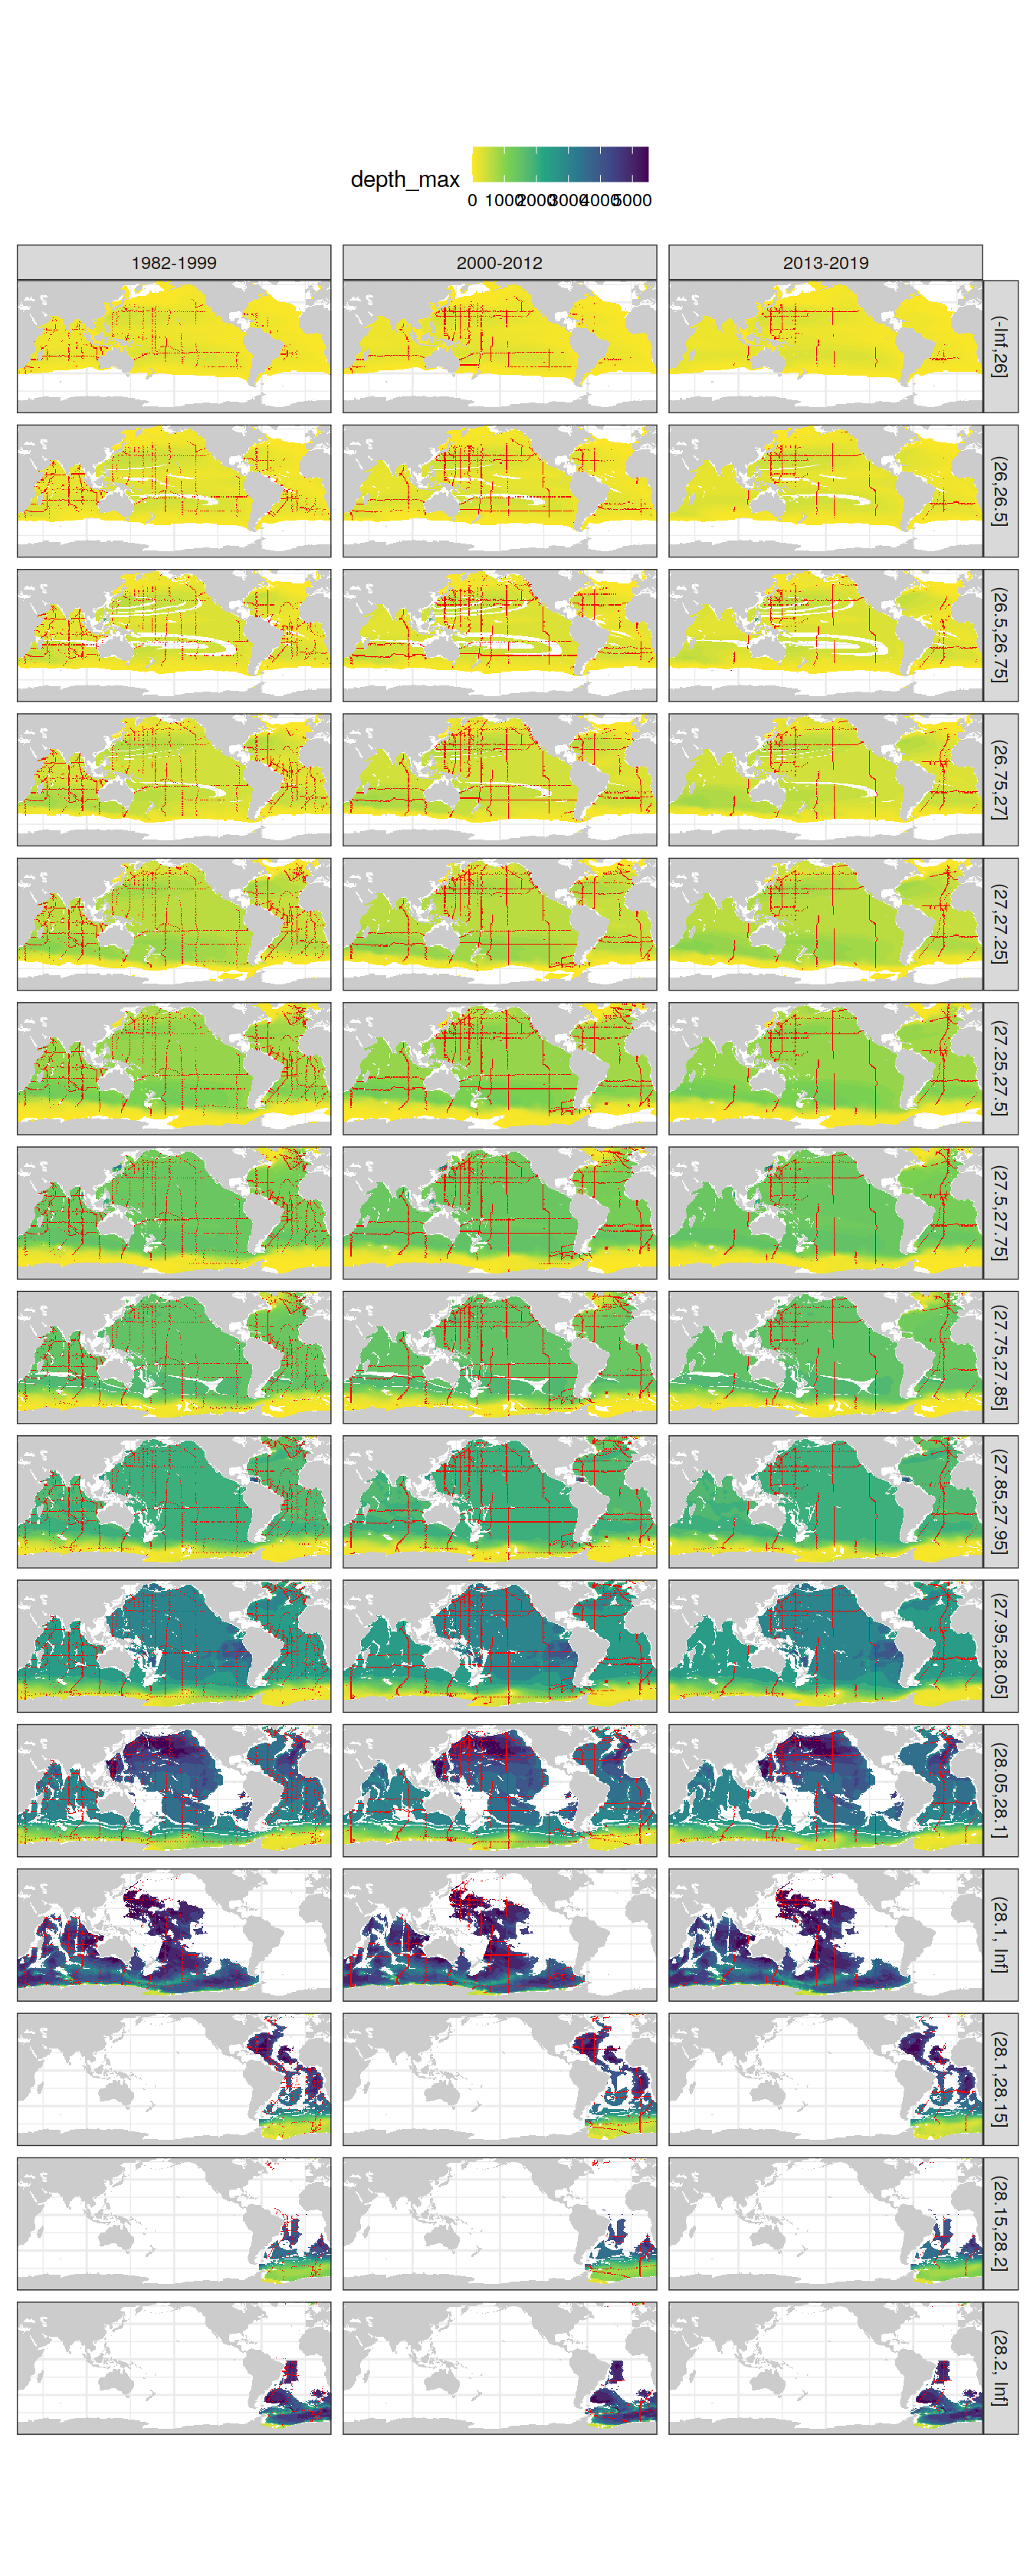 depth_max
0 1000 2000 3000 4000 5000
1982-1999 2000-2012 2013-2019
(-Inf,26]
(26,26.5]
(26.5,26.75]
(26.75,27]
(27,27.25]
(27.25,27.5]
(27.5,27.75]
(27.75,27.85]
(27.85,27.95]
(27.95,28.05]
(28.05,28.1]
(28.1, Inf]
(28.1,28.15]
(28.15,28.2]
(28.2, Inf]